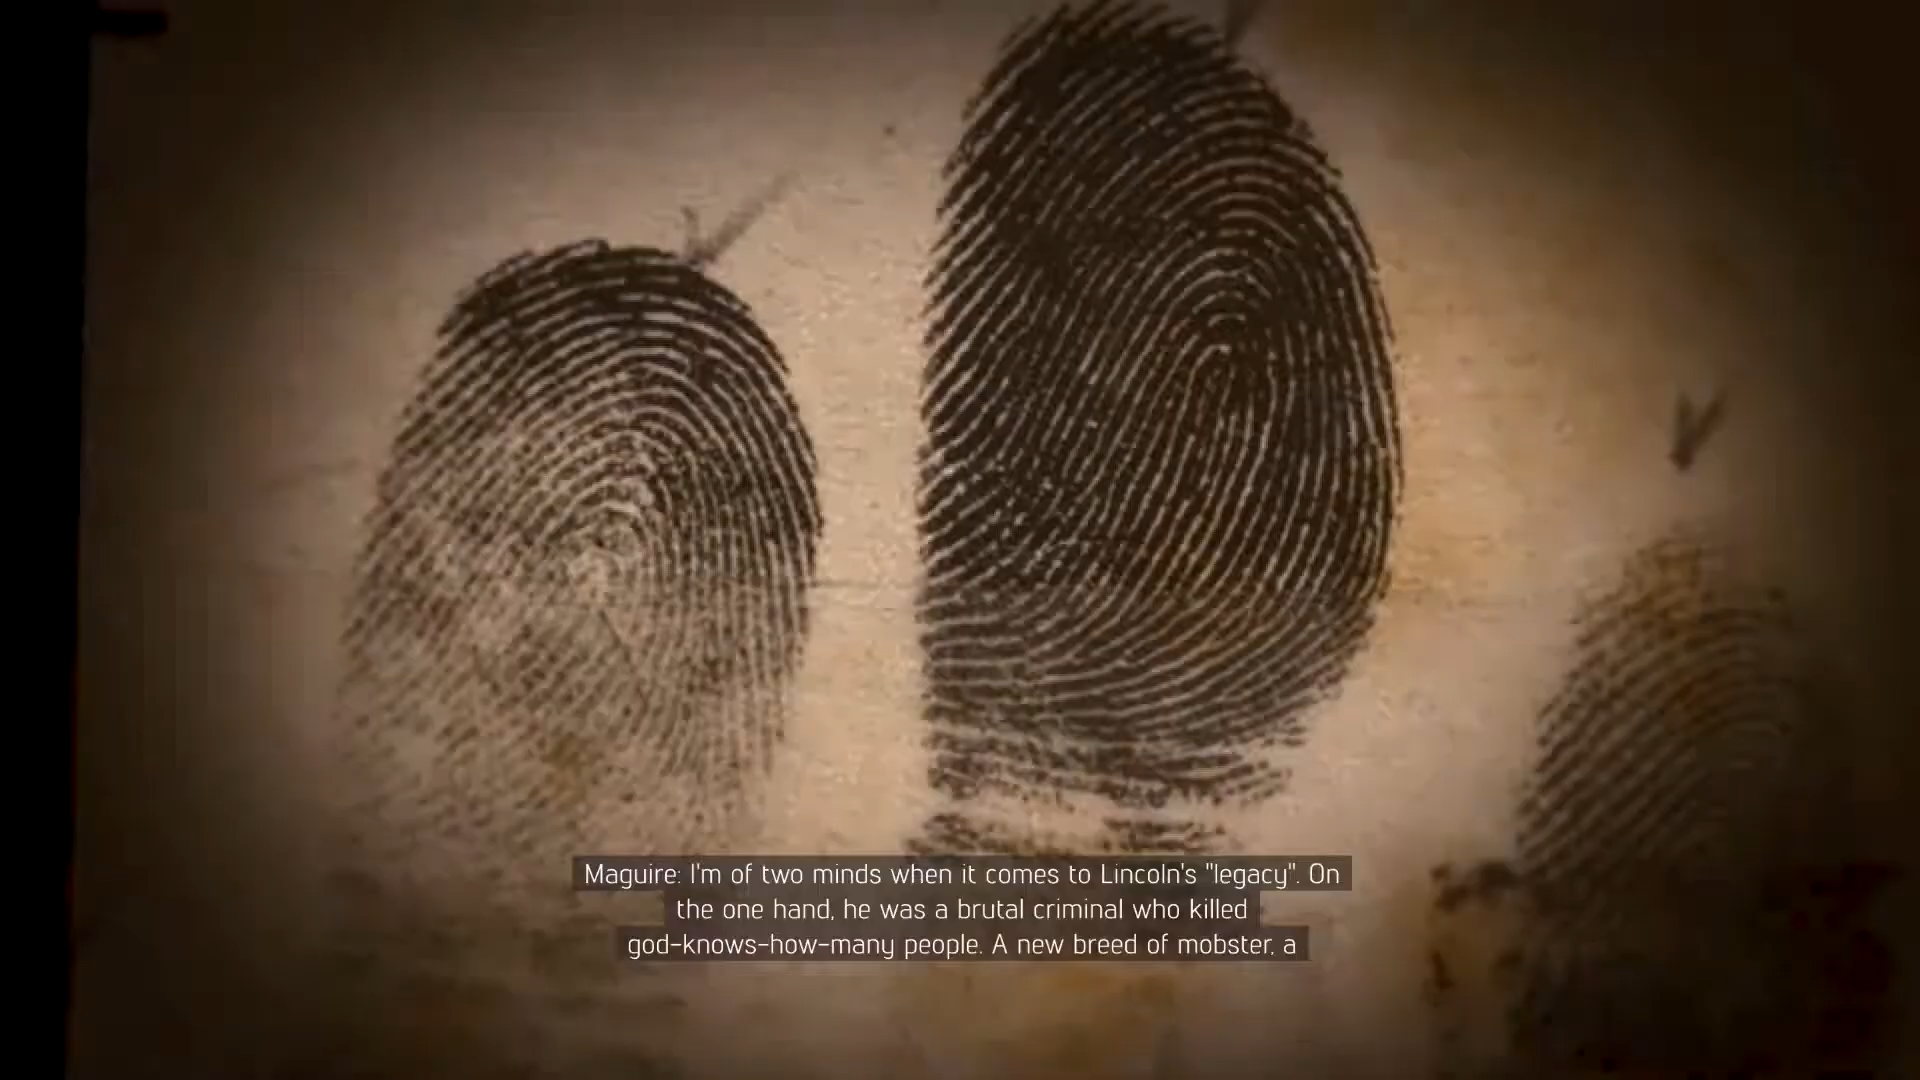 Maguire: I'm of two minds when it comes to Lincoln's "legacy". On
the one hand, he was a brutal criminal who killed
god-knows-how-many people. A new breed of mobster, a